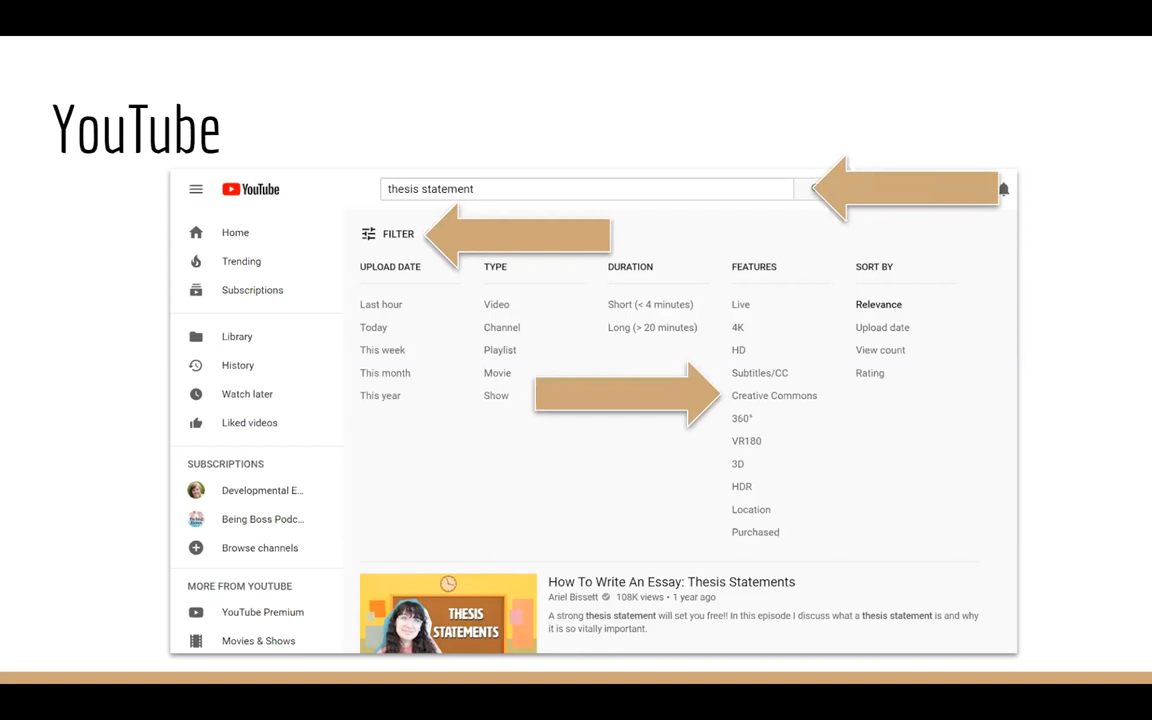 YouTube
YouTube
thesis statement
Home
Trending
Subscriptions
Library
History
Watch later
Liked videos
SUBSCRIPTIONS
Developmental E...
Being Boss Podc...
Browse channels
MORE FROM YOUTUBE
YouTube Premium
Movies & Shows
FILTER
UPLOAD DATE
Last hour
Today
This week
This month
This year
TYPE
Video
Channel
Playlist
Movie
Show
DURATION
Short (< 4 minutes)
Long (> 20 minutes)
FEATURES
Live
4K
HD
Subtitles/CC
Creative Commons
360°
VR180
3D
HDR
Location
Purchased
SORT BY
Relevance
Upload date
View count
Rating
THESIS
STATEMENTS
How To Write An Essay: Thesis Statements
Ariel Bissett 108K views • 1 year ago
A strong thesis statement will set you free!! In this episode I discuss what a thesis statement is and why
it is so vitally important.